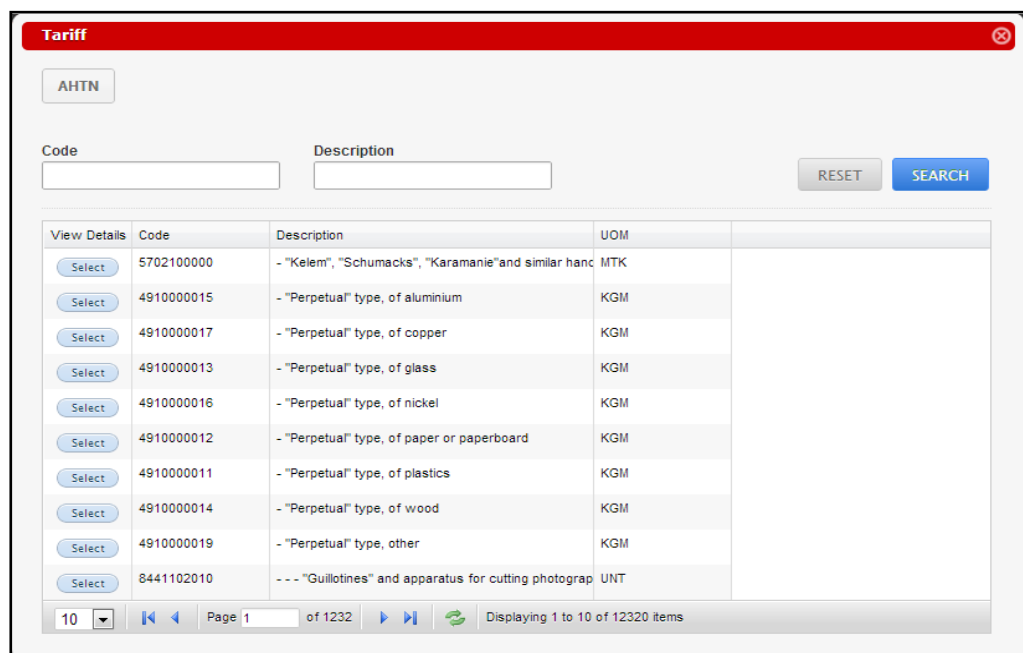 Tariff
AHTN
Code Description
RESET SEARCH
View Details Code Description UOM
Select 5702100000 - "Kelem", "Schumacks", "Karamanie"and similar hand MTK
Select 4910000015 - "Perpetual" type, of aluminium KGM
Select 4910000017 - "Perpetual" type, of copper KGM
Select 4910000013 - "Perpetual" type, of glass KGM
Select 4910000016 - "Perpetual" type, of nickel KGM
Select 4910000012 - "Perpetual" type, of paper or paperboard KGM
Select 4910000011 - "Perpetual" type, of plastics KGM
Select 4910000014 - "Perpetual" type, of wood KGM
Select 4910000019 - "Perpetual" type, other KGM
Select 8441102010 - - - "Guillotines" and apparatus for cutting photograp UNT
10 Page 1 of 1232 Displaying 1 to 10 of 12320 items